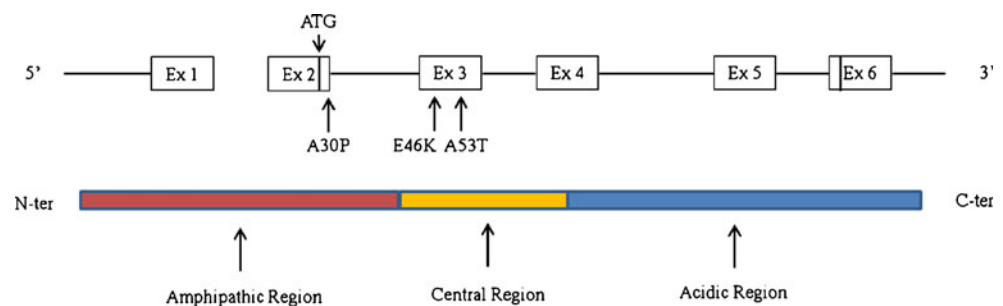 ATG
5' Ex 1 Ex 2 Ex 3 Ex 4 Ex 5 Ex 6 3'
A30P E46K A53T
N-ter C-ter
Amphipathic Region Central Region Acidic Region